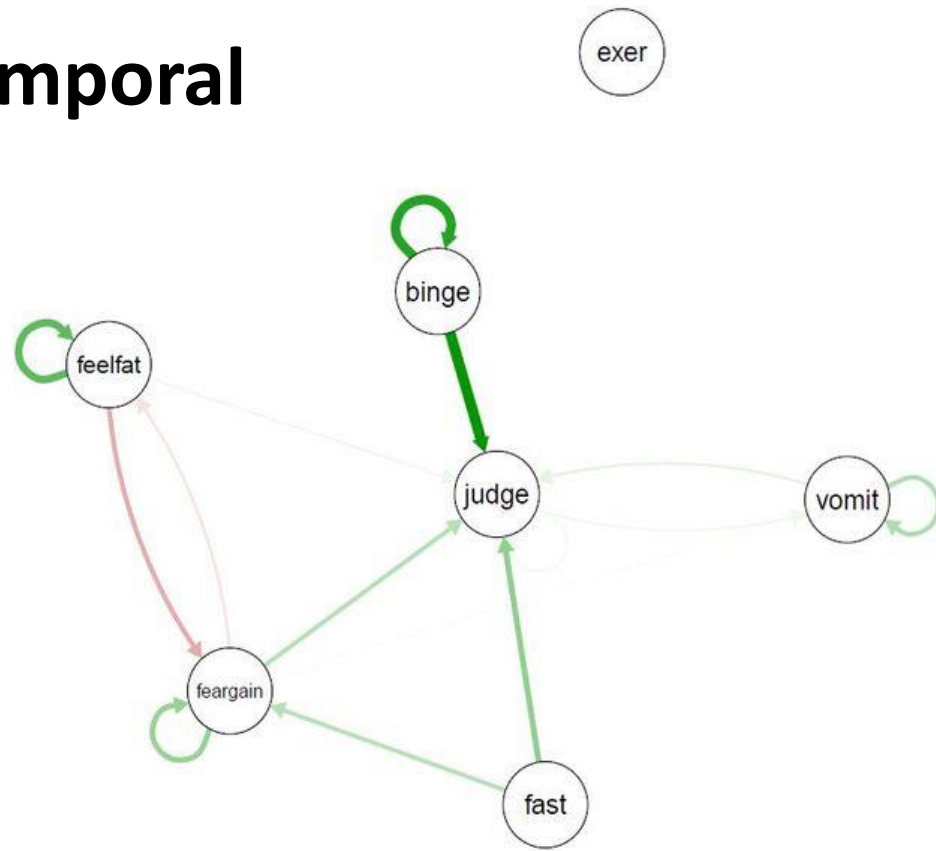 mporal
exer
binge
feelfat
judge
vomit
feargain
fast